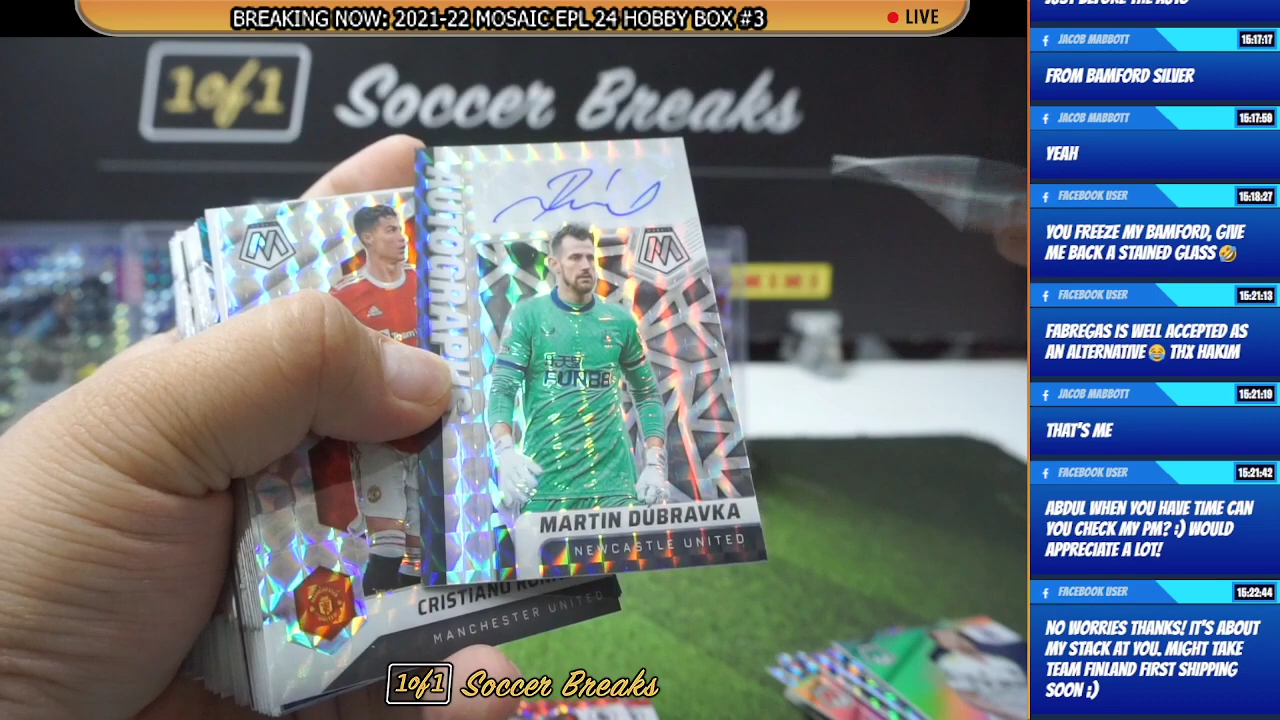 BREAKING NOW: 2021-22 MOSAIC EPL 24 HOBBY BOX #3
LIVE
1of1 Soccer Breaks
AUTOGRAPHS
M
M
FUN88
MARTIN DUBRAVKA
NEWCASTLE UNITED
CRISTIANO
MANCHESTER UNITED
PANINI
1of1 Soccer Breaks
JUST BEFORE THE AUTO
JACOB MABBOTT 15:17:17
FROM BAMFORD SILVER
JACOB MABBOTT 15:17:59
YEAH
FACEBOOK USER 15:18:27
YOU FREEZE MY BAMFORD, GIVE
ME BACK A STAINED GLASS 🤣
FACEBOOK USER 15:21:13
FABREGAS IS WELL ACCEPTED AS
AN ALTERNATIVE 😂 THX HAKIM
JACOB MABBOTT 15:21:19
THAT'S ME
FACEBOOK USER 15:21:42
ABDUL WHEN YOU HAVE TIME CAN
YOU CHECK MY PM? :) WOULD
APPRECIATE A LOT!
FACEBOOK USER 15:22:44
NO WORRIES THANKS! IT'S ABOUT
MY STACK AT YOU. MIGHT TAKE
TEAM FINLAND FIRST SHIPPING
SOON ;)